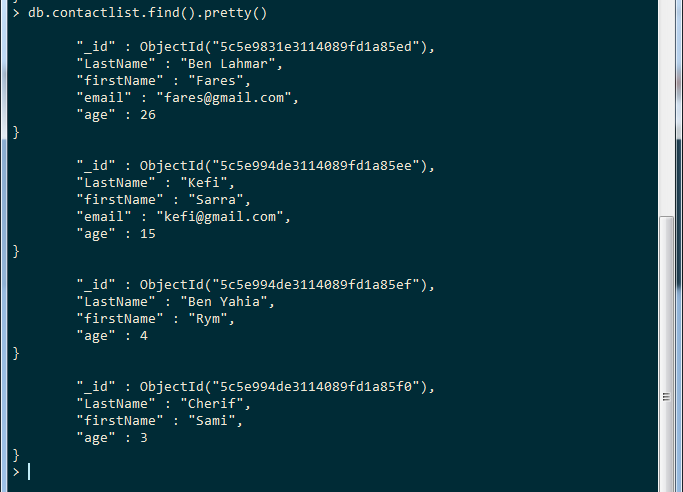 > db.contactlist.find().pretty()
"_id" : ObjectId("5c5e9831e3114089fd1a85ed"),
"LastName" : "Ben Lahmar",
"firstName" : "Fares",
"email" : "fares@gmail.com",
"age" : 26
}
"_id" : ObjectId("5c5e994de3114089fd1a85ee"),
"LastName" : "Kefi",
"firstName" : "Sarra",
"email" : "kefi@gmail.com",
"age" : 15
}
"_id" : ObjectId("5c5e994de3114089fd1a85ef"),
"LastName" : "Ben Yahia",
"firstName" : "Rym",
"age" : 4
}
"_id" : ObjectId("5c5e994de3114089fd1a85f0"),
"LastName" : "Cherif",
"firstName" : "Sami",
"age" : 3
}
>